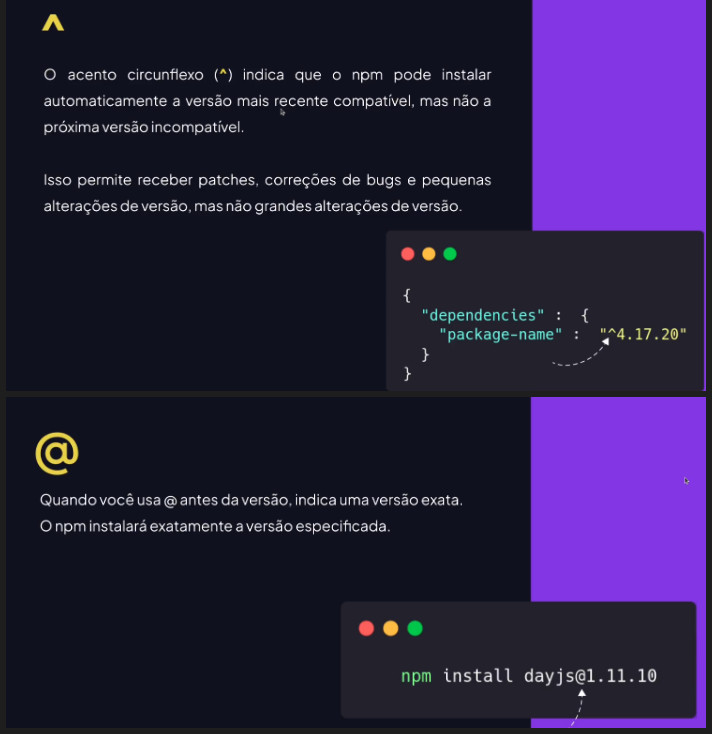 ^
O acento circunflexo (^) indica que o npm pode instalar
automaticamente a versão mais recente compatível, mas não a
próxima versão incompatível.
Isso permite receber patches, correções de bugs e pequenas
alterações de versão, mas não grandes alterações de versão.
{
"dependencies" : {
"package-name" : "^4.17.20"
}
}
@
Quando você usa @ antes da versão, indica uma versão exata.
O npm instalará exatamente a versão especificada.
npm install dayjs@1.11.10